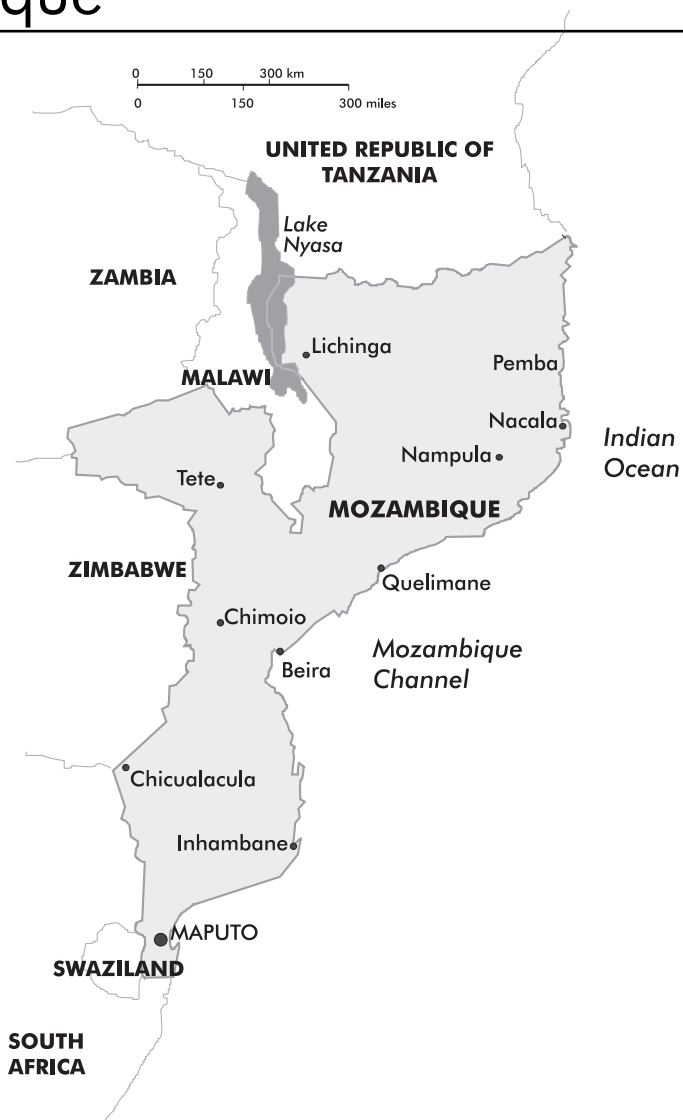 que
0 150 300 km
0 150 300 miles
UNITED REPUBLIC OF
TANZANIA
Lake
Nyasa
ZAMBIA
Lichinga
Pemba
MALAWI
Nacala
Indian
Ocean
Nampula
Tete
MOZAMBIQUE
ZIMBABWE
Quelimane
Chimoio
Mozambique
Channel
Beira
Chicualacula
Inhambane
MAPUTO
SWAZILAND
SOUTH
AFRICA